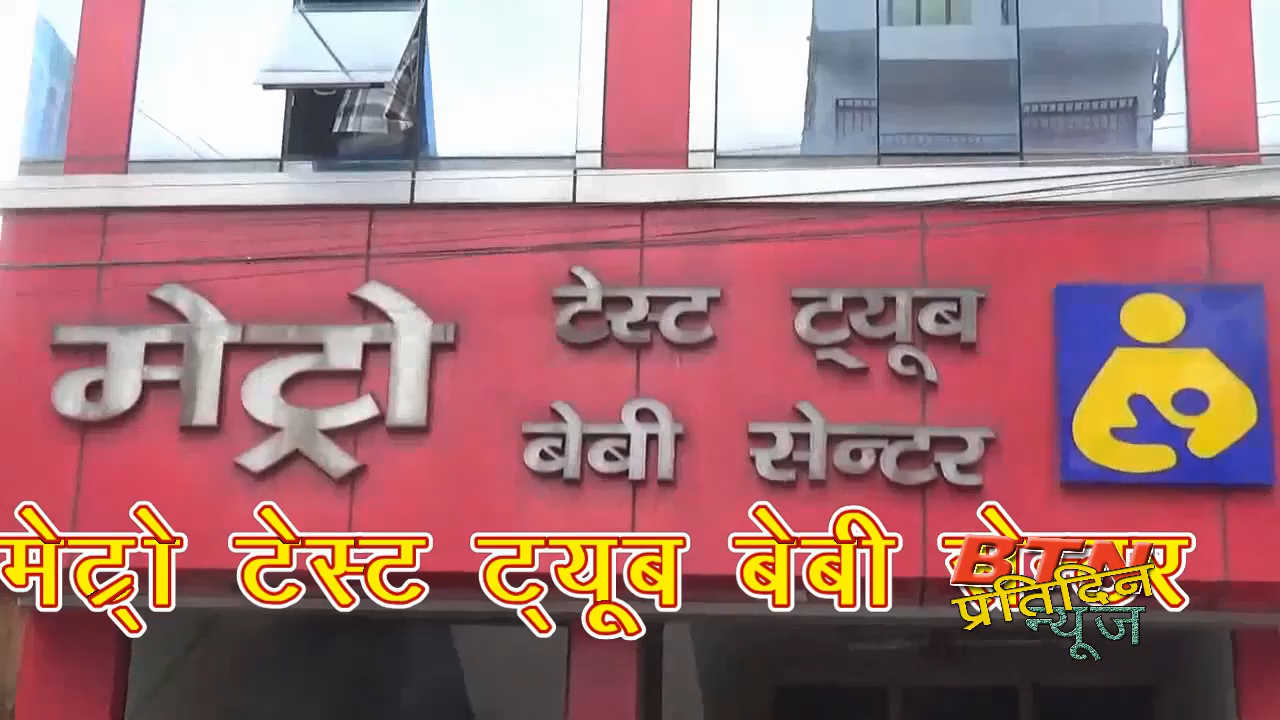 मेट्रो
टेस्ट ट्यूब
बेबी सेन्टर
मेट्रो टेस्ट ट्यूब बेबी
BTN
प्रतिदिन
न्यूज़